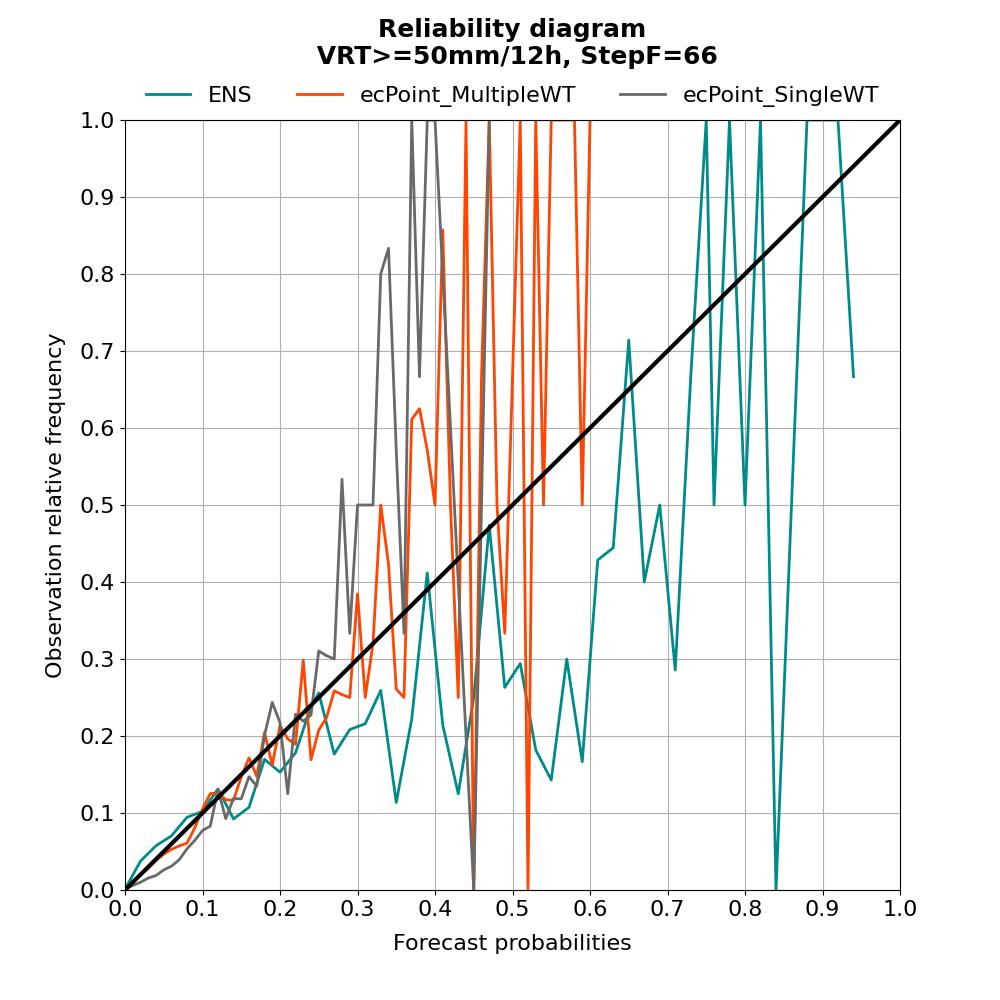 Reliability diagram
VRT>=50mm/12h, StepF=66
ENS ecPoint_MultipleWT ecPoint_SingleWT
1.0
0.9
0.8
0.7
0.6
0.5
0.4
0.3
0.2
0.1
0.0
Observation relative frequency
0.0 0.1 0.2 0.3 0.4 0.5 0.6 0.7 0.8 0.9 1.0
Forecast probabilities